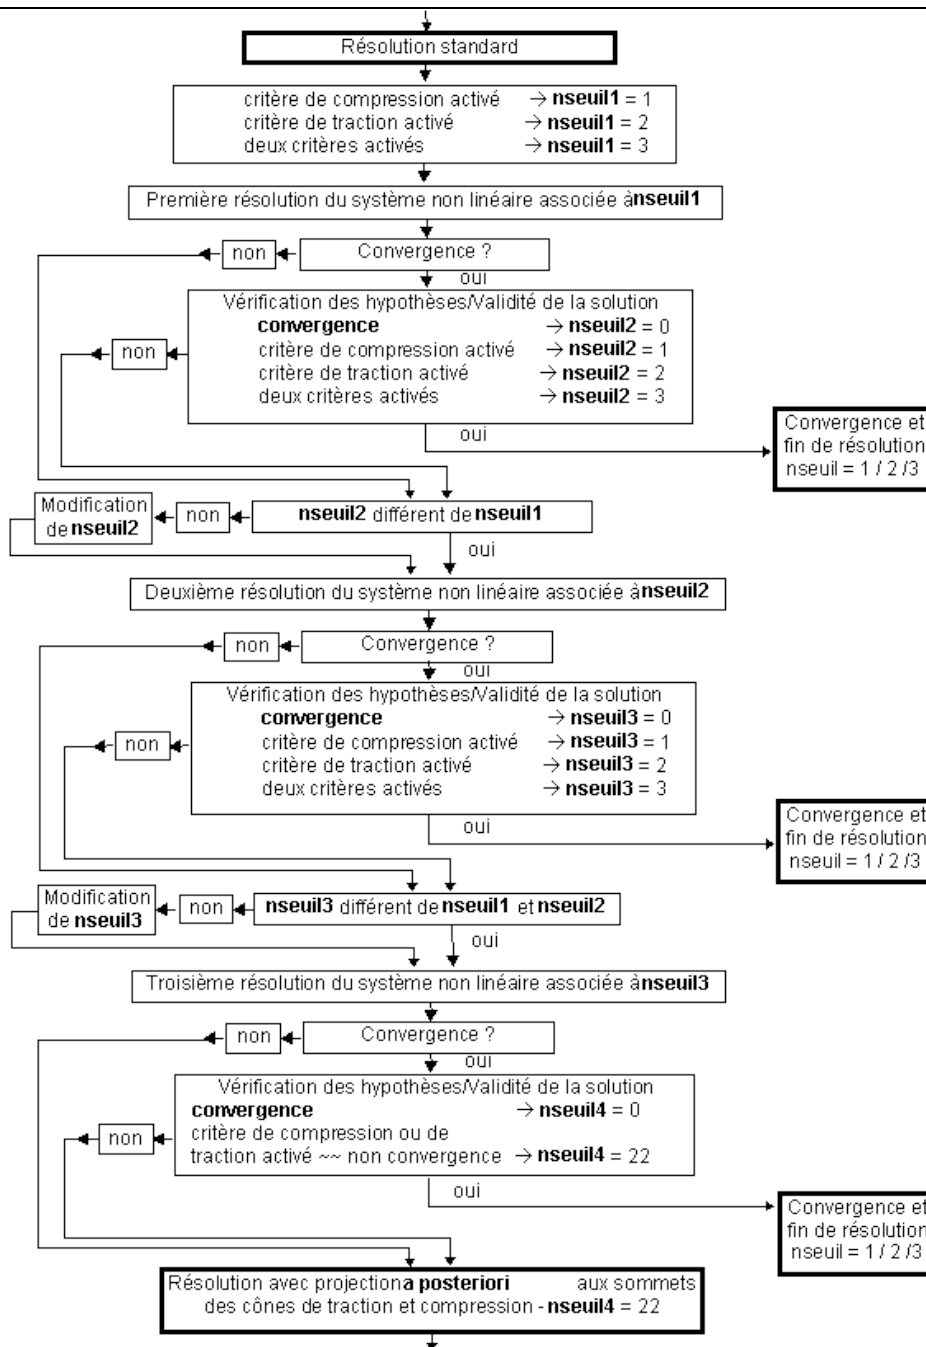 Résolution standard
critère de compression activé → nseuil1 = 1
critère de traction activé → nseuil1 = 2
deux critères activés → nseuil1 = 3
Première résolution du système non linéaire associée à nseuil1
non
Convergence ?
oui
Vérification des hypothèses/Validité de la solution
convergence → nseuil2 = 0
critère de compression activé → nseuil2 = 1
critère de traction activé → nseuil2 = 2
deux critères activés → nseuil2 = 3
non
oui
Convergence et
fin de résolution
nseuil = 1 / 2 /3
Modification
de nseuil2
non
nseuil2 différent de nseuil1
oui
Deuxième résolution du système non linéaire associée à nseuil2
non
Convergence ?
oui
Vérification des hypothèses/Validité de la solution
convergence → nseuil3 = 0
critère de compression activé → nseuil3 = 1
critère de traction activé → nseuil3 = 2
deux critères activés → nseuil3 = 3
non
oui
Convergence et
fin de résolution
nseuil = 1 / 2 /3
Modification
de nseuil3
non
nseuil3 différent de nseuil1 et nseuil2
oui
Troisième résolution du système non linéaire associée à nseuil3
non
Convergence ?
oui
Vérification des hypothèses/Validité de la solution
convergence → nseuil4 = 0
critère de compression ou de
traction activé ~~ non convergence → nseuil4 = 22
non
oui
Convergence et
fin de résolution
nseuil = 1 / 2 /3
Résolution avec projection a posteriori aux sommets
des cônes de traction et compression - nseuil4 = 22